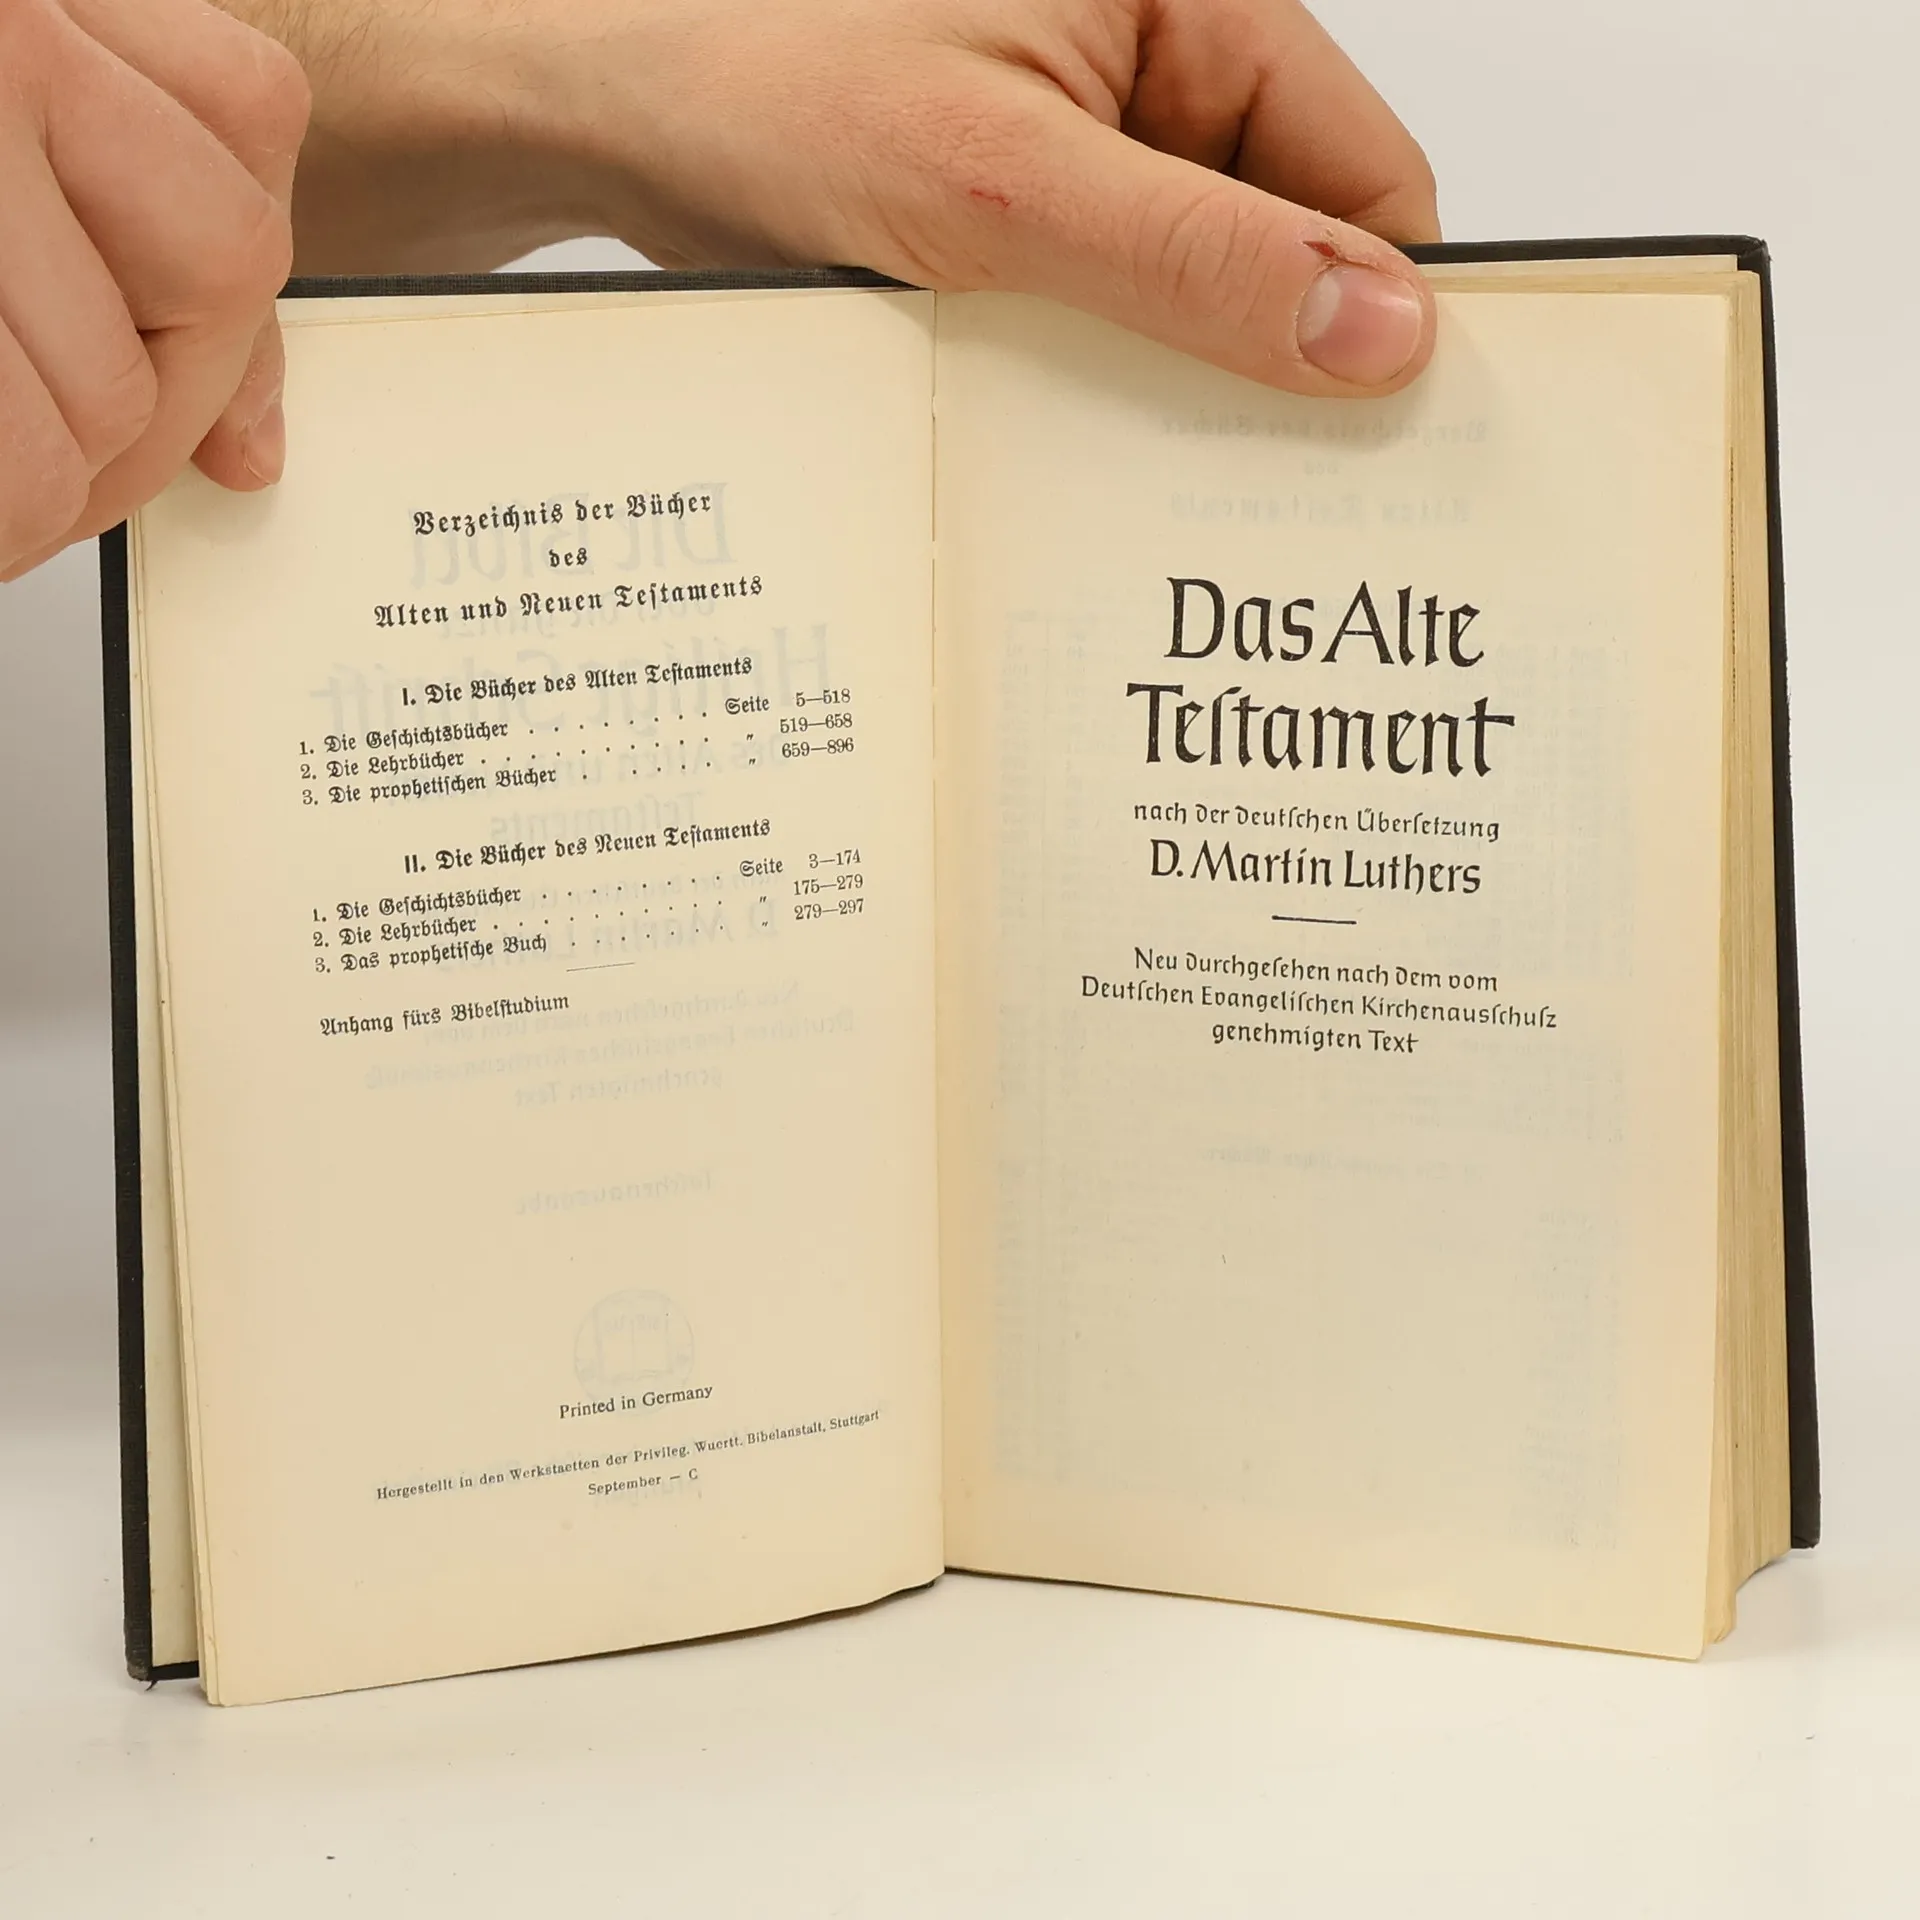 Verzeichnis der Bücher
des
Alten und Neuen Testaments
I. Die Bücher des Alten Testaments
1. Die Geschichtsbücher . . . . . . . . Seite 5—518
2. Die Lehrbücher . . . . . . . . . . „ 519—658
3. Die prophetischen Bücher . . . . . „ 659—896
II. Die Bücher des Neuen Testaments
1. Die Geschichtsbücher . . . . . . . . Seite 3—174
2. Die Lehrbücher . . . . . . . . . . „ 175—279
3. Das prophetische Buch . . . . . . . „ 279—297
Anhang fürs Bibelstudium
Printed in Germany
Hergestellt in den Werkstaetten der Privileg. Wuertt. Bibelanstalt, Stuttgart
September — C
Das Alte
Teſtament
nach der deutſchen Überſetzung
D. Martin Luthers
Neu durchgeſehen nach dem vom
Deutſchen Evangeliſchen Kirchenausſchuſz
genehmigten Text